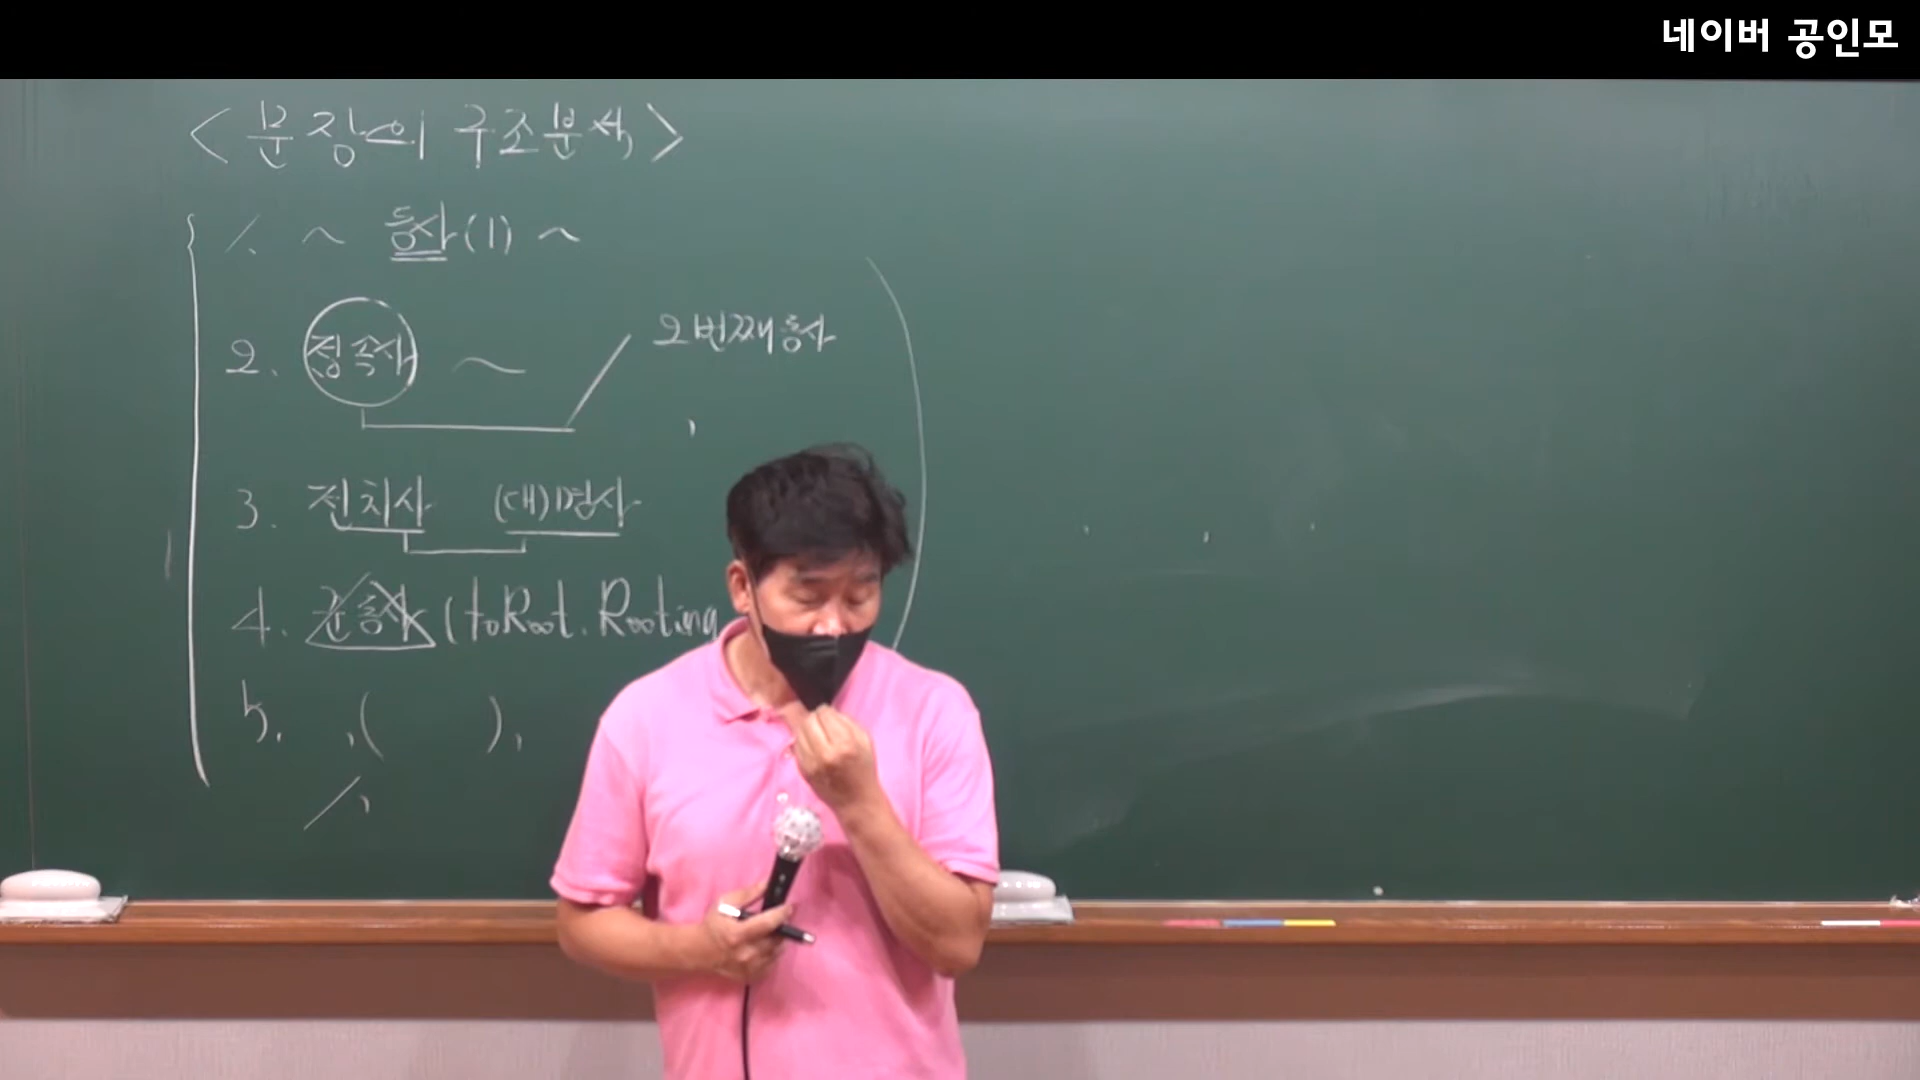 네이버 공인모
< 문장의 구조분석 >
1. ~ 동사(1) ~
2. 접속사 ~ 2번째 동사
3. 전치사 (대)명사
4. 준동사 (to Root. Rooting
5. ,( ),
/,